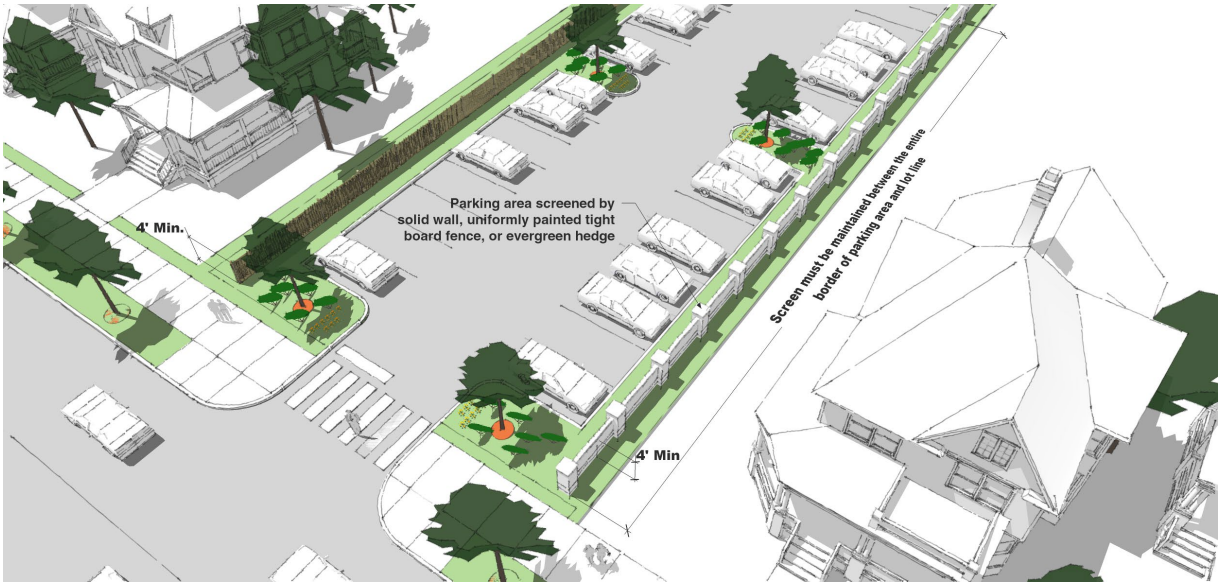 4' Min.
Parking area screened by
solid wall, uniformly painted tight
board fence, or evergreen hedge
Screen must be maintained between the entire
border of parking area and lot line
4' Min